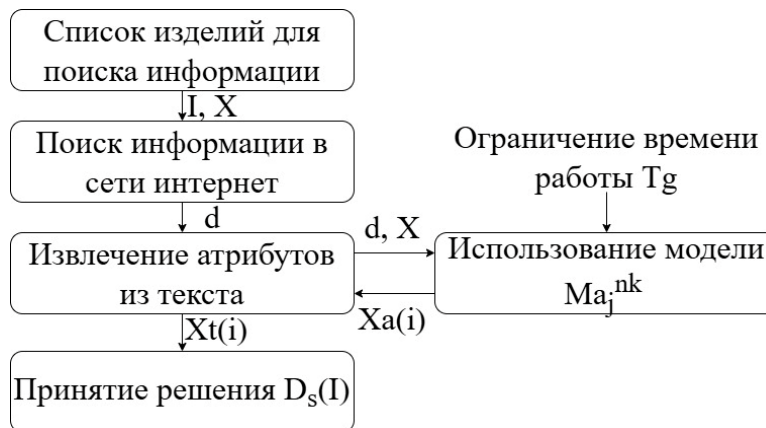 Список изделий для
поиска информации
I, X
Поиск информации в
сети интернет
Ограничение времени
работы Tg
d
Извлечение атрибутов
из текста
d, X
Использование модели
Maⱼⁿᵏ
Xa(i)
Xt(i)
Принятие решения Dₛ(I)